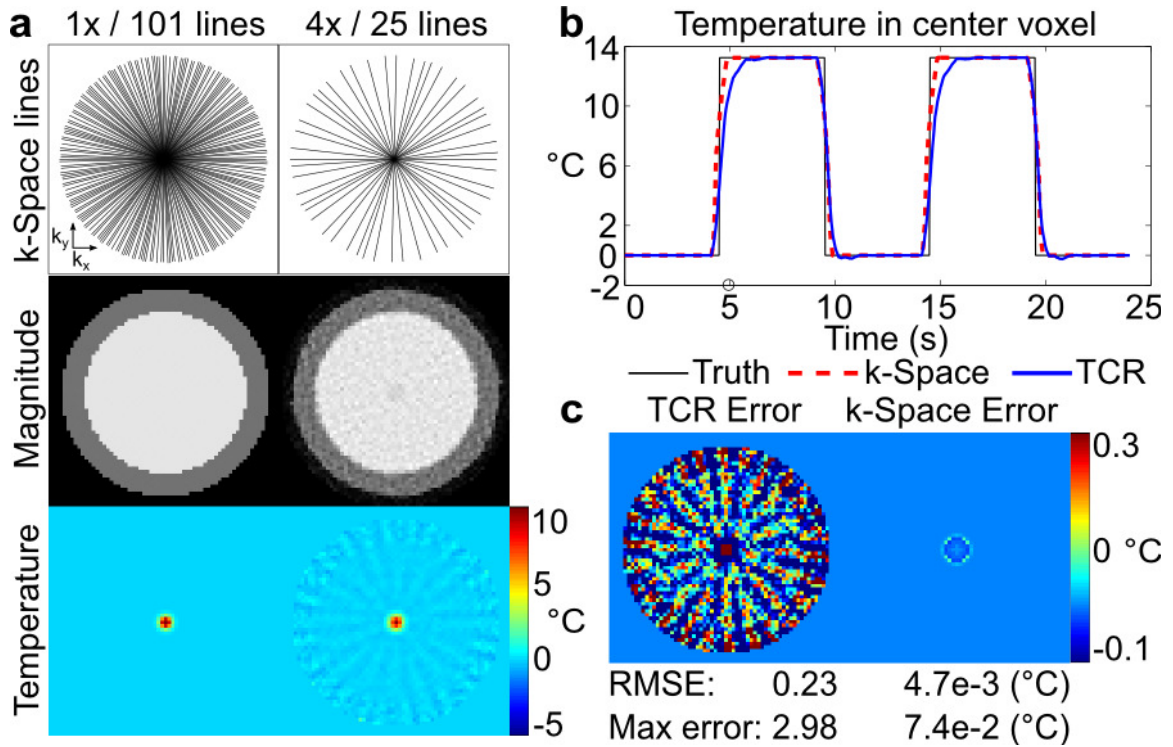 a
1x / 101 lines
4x / 25 lines
k-Space lines
ky
kx
Magnitude
Temperature
10
5
0
-5
°C
b
Temperature in center voxel
14
10
6
2
0
-2
°C
0
5
10
15
20
25
Time (s)
Truth
k-Space
TCR
c
TCR Error
k-Space Error
0.3
0
-0.1
°C
RMSE: 0.23 4.7e-3 (°C)
Max error: 2.98 7.4e-2 (°C)